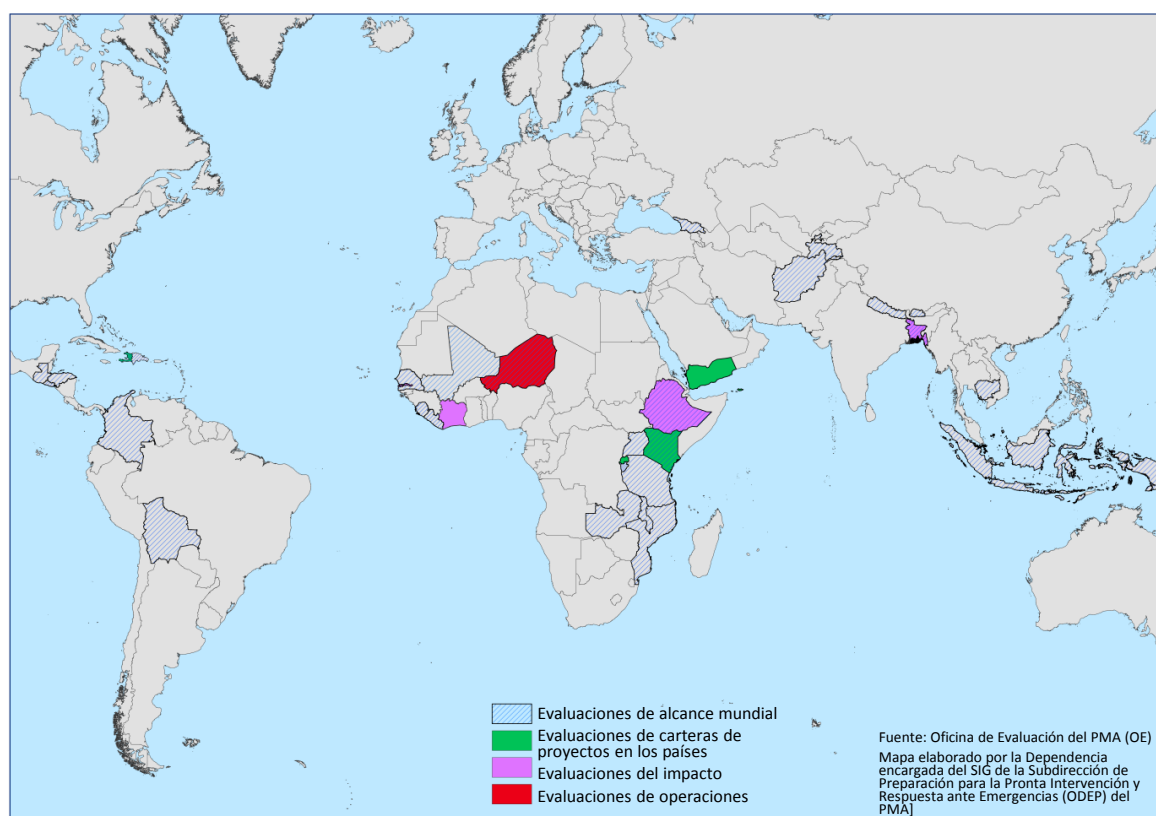 Evaluaciones de alcance mundial
Evaluaciones de carteras de
proyectos en los países
Evaluaciones del impacto
Evaluaciones de operaciones
Fuente: Oficina de Evaluación del PMA (OE)
Mapa elaborado por la Dependencia
encargada del SIG de la Subdirección de
Preparación para la Pronta Intervención y
Respuesta ante Emergencias (ODEP) del
PMA]